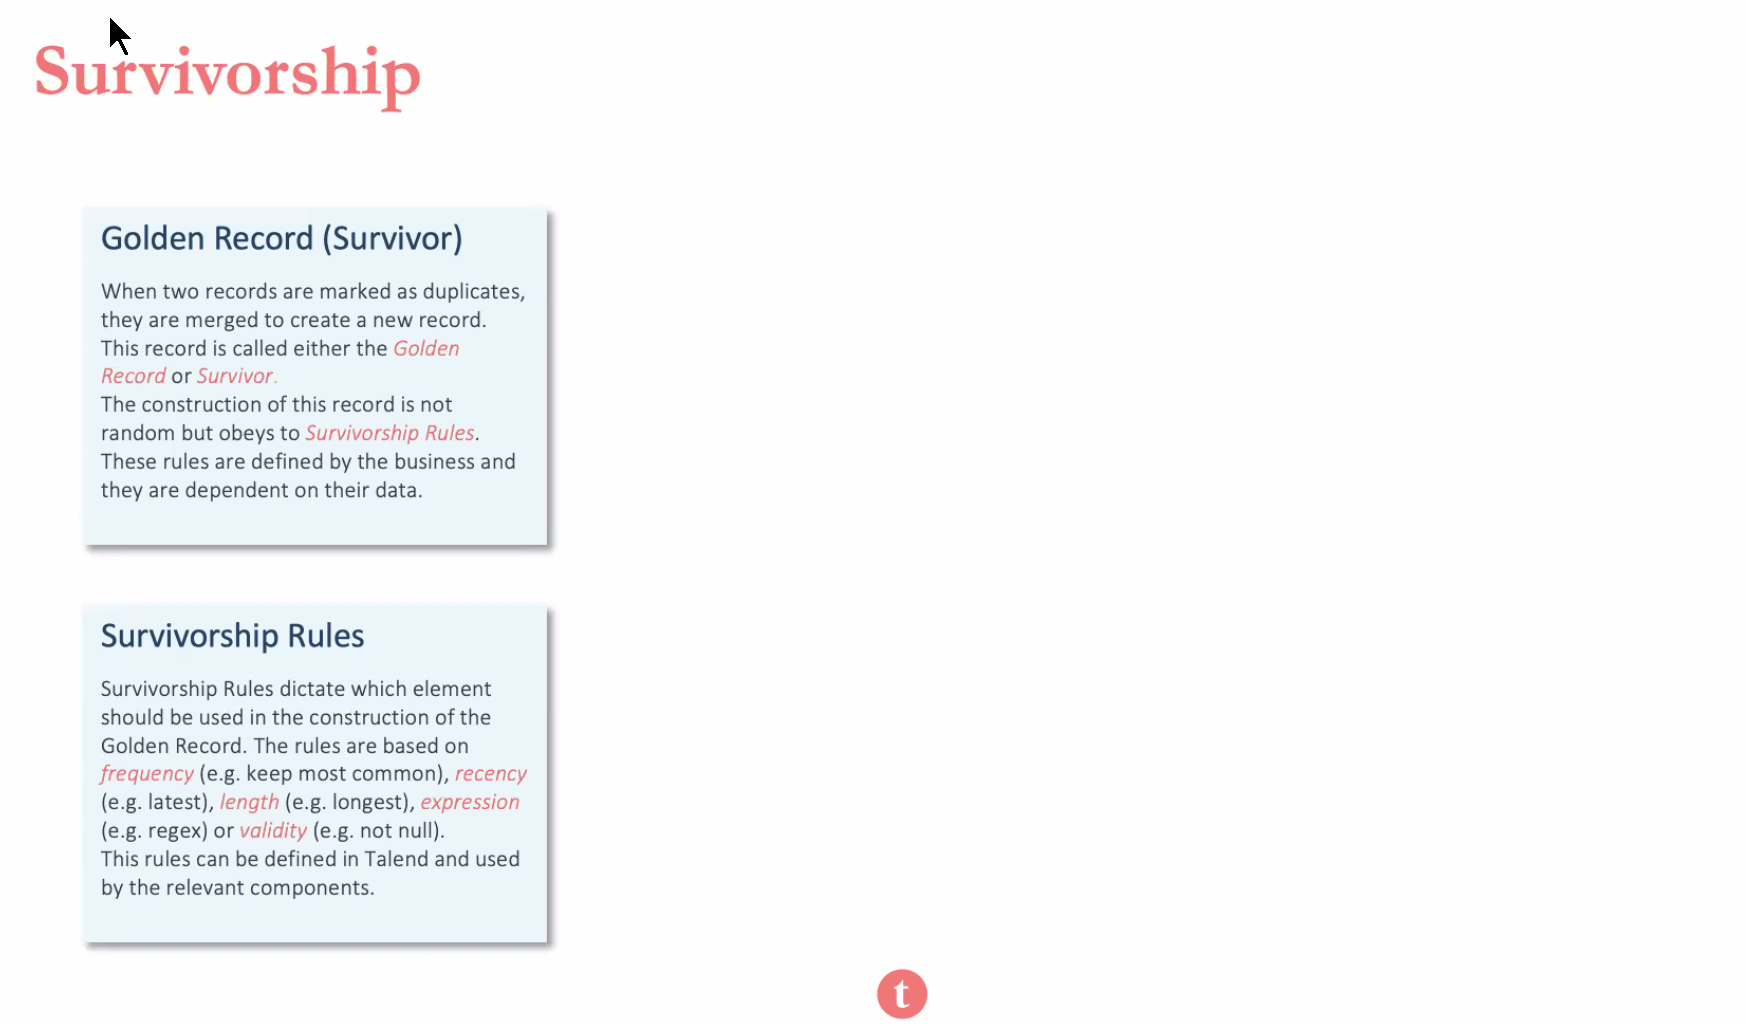 Survivorship
Golden Record (Survivor)
When two records are marked as duplicates,
they are merged to create a new record.
This record is called either the Golden
Record or Survivor.
The construction of this record is not
random but obeys to Survivorship Rules.
These rules are defined by the business and
they are dependent on their data.
Survivorship Rules
Survivorship Rules dictate which element
should be used in the construction of the
Golden Record. The rules are based on
frequency (e.g. keep most common), recency
(e.g. latest), length (e.g. longest), expression
(e.g. regex) or validity (e.g. not null).
This rules can be defined in Talend and used
by the relevant components.
t